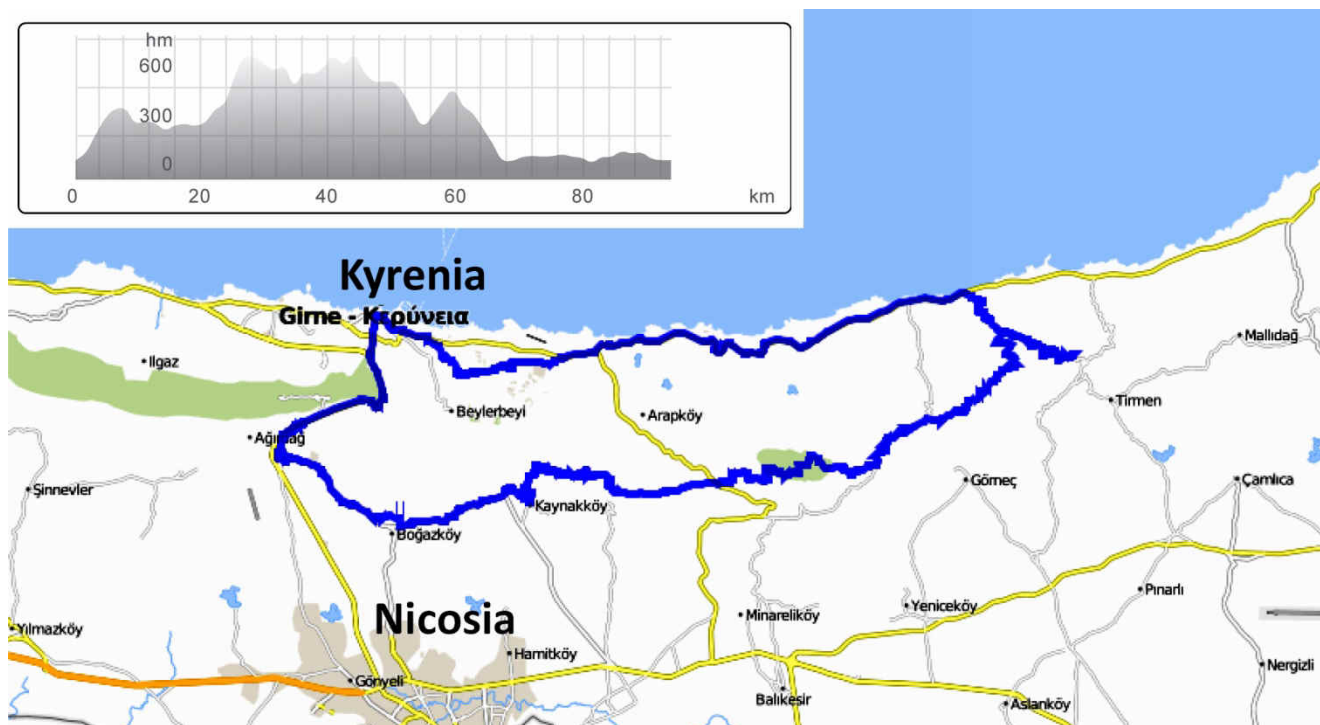 hm
600
300
0
0 20 40 60 80 km
Kyrenia
Girne - Κερύνεια
Ilgaz
Mallıdağ
Beylerbeyi
Arapköy
Tirmen
Ağırdağ
Şinnevler
Görneç
Çamlıca
Kaynakköy
Boğazköy
Nicosia
Minareliköy
Yeniceköy
Pınarlı
Yılmazköy
Hamitköy
Nergizli
Gönyeli
Balıkesir
Aslanköy